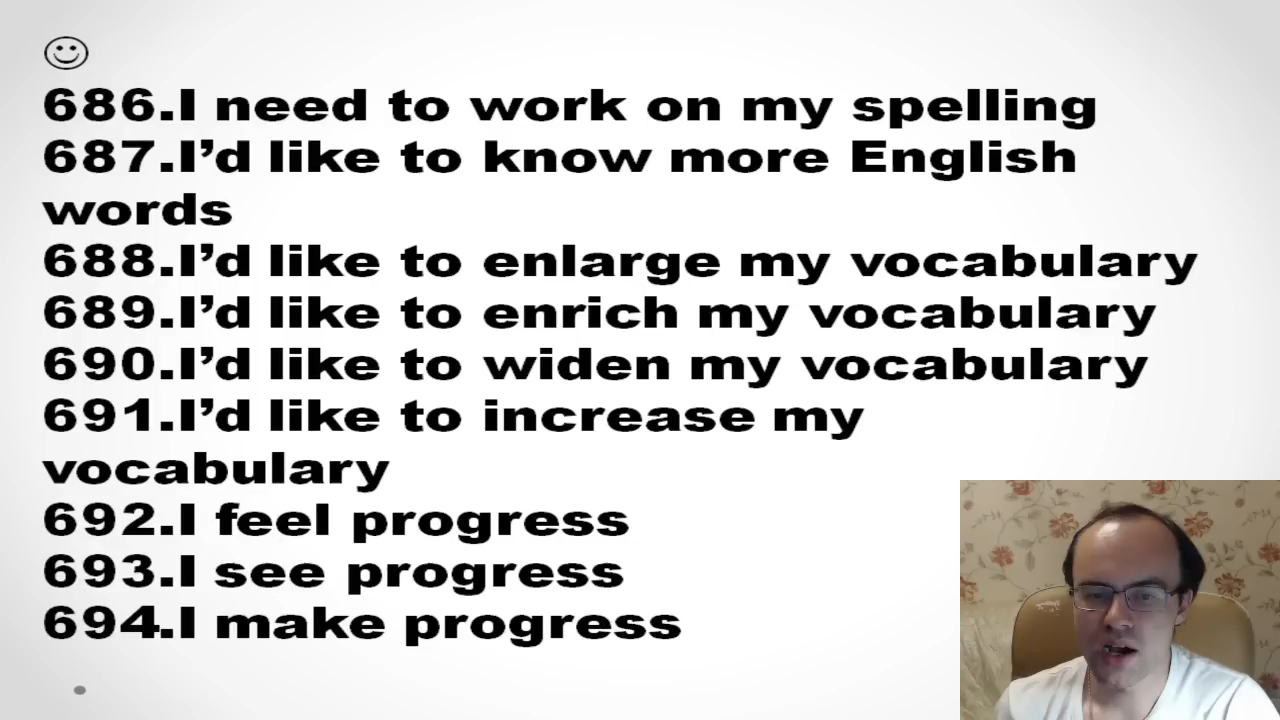 686.I need to work on my spelling
687.I’d like to know more English
words
688.I’d like to enlarge my vocabulary
689.I’d like to enrich my vocabulary
690.I’d like to widen my vocabulary
691.I’d like to increase my
vocabulary
692.I feel progress
693.I see progress
694.I make progress